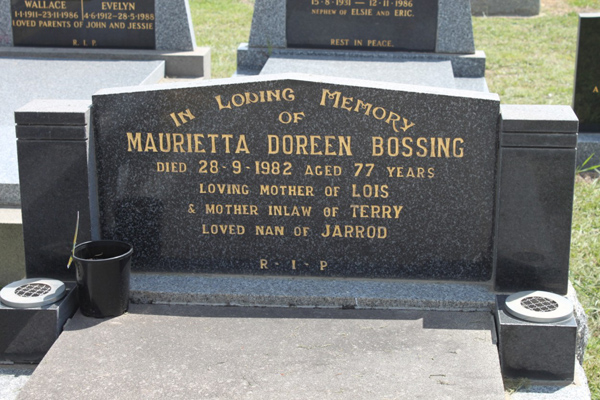 WALLACE EVELYN
1-1-1911-23-11-1986 4-6-1912-28-5-1988
LOVED PARENTS OF JOHN AND JESSIE
R.I.P
15-8-1931 — 12-11-1986
NEPHEW OF ELSIE AND ERIC.
REST IN PEACE.
IN LODING MEMORY
OF
MAURIETTA DOREEN BOSSING
DIED 28-9-1982 AGED 77 YEARS
LOVING MOTHER OF LOIS
& MOTHER INLAW OF TERRY
LOVED NAN OF JARROD
R-I-P